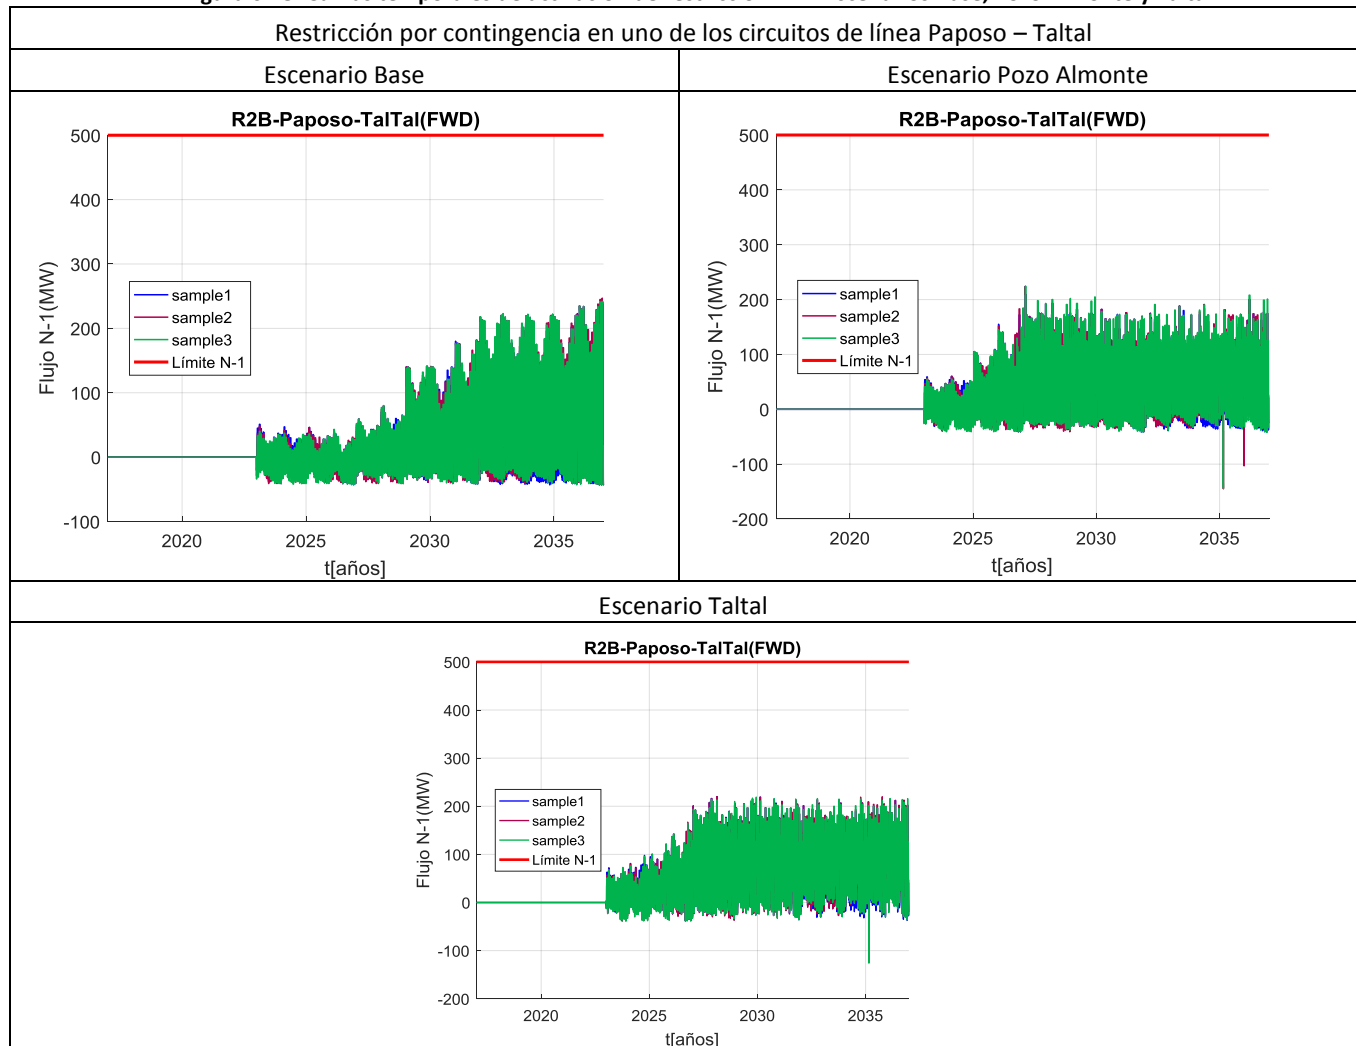 Restricción por contingencia en uno de los circuitos de línea Paposo – Taltal
Escenario Base
Escenario Pozo Almonte
R2B-Paposo-TalTal(FWD)
500
400
300
200
100
0
-100
Flujo N-1(MW)
sample1
sample2
sample3
Límite N-1
2020
2025
2030
2035
t[años]
R2B-Paposo-TalTal(FWD)
500
400
300
200
100
0
-100
-200
Flujo N-1(MW)
sample1
sample2
sample3
Límite N-1
2020
2025
2030
2035
t[años]
Escenario Taltal
R2B-Paposo-TalTal(FWD)
500
400
300
200
100
0
-100
-200
Flujo N-1(MW)
sample1
sample2
sample3
Límite N-1
2020
2025
2030
2035
t[años]